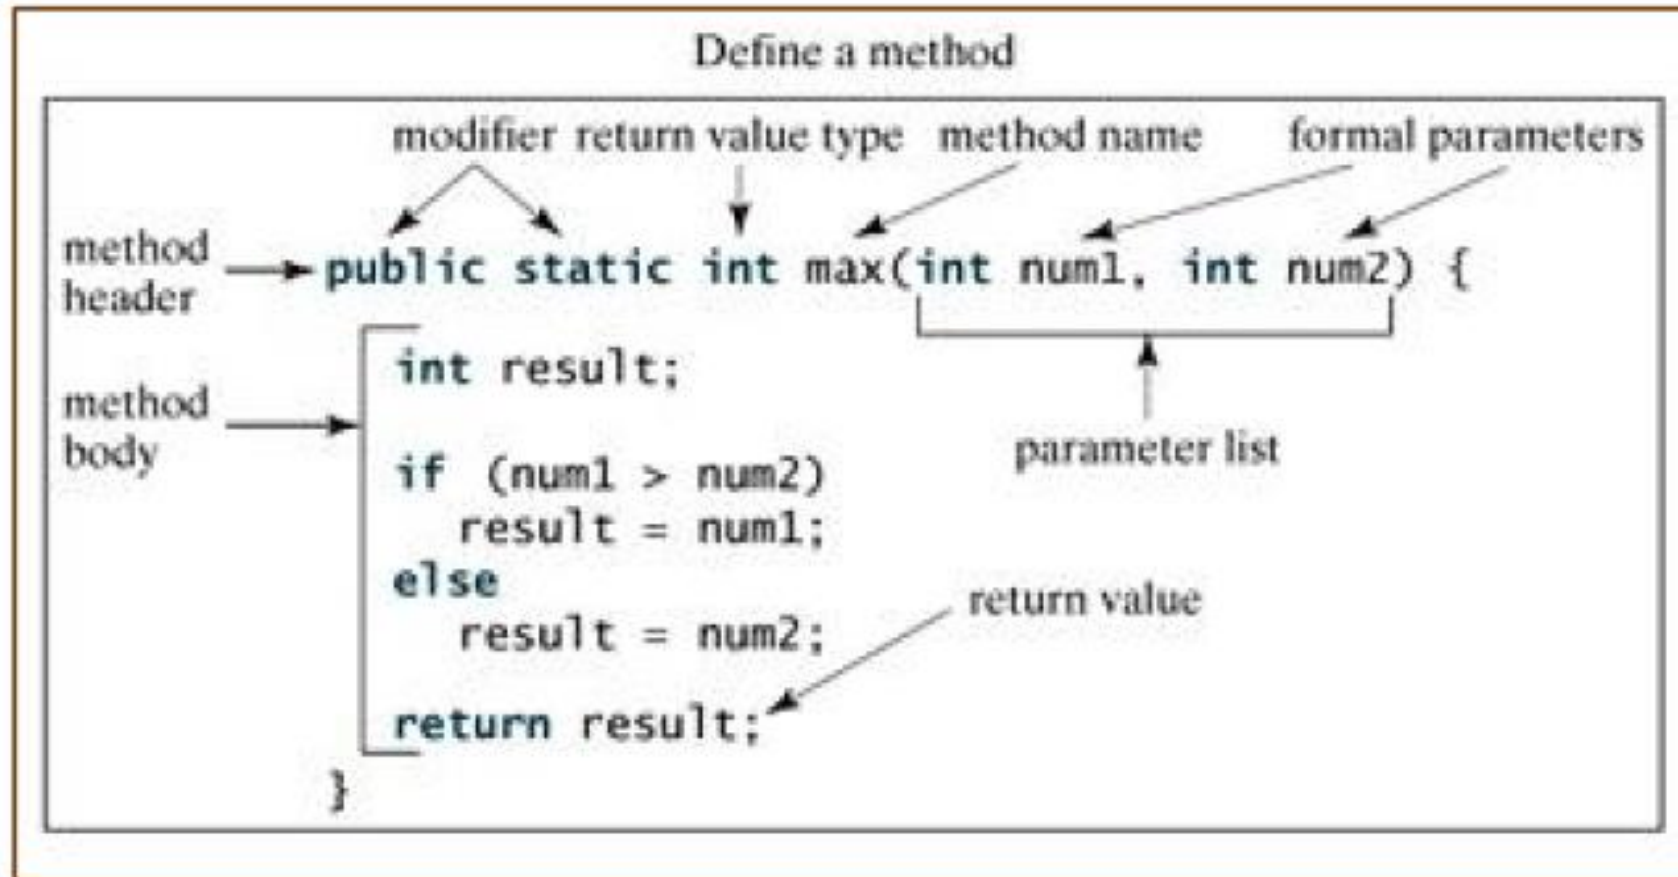 Define a method
modifier return value type method name formal parameters
method
header
public static int max(int num1, int num2) {
int result;
method
body
parameter list
if (num1 > num2)
result = num1;
else
return value
result = num2;
return result;
}